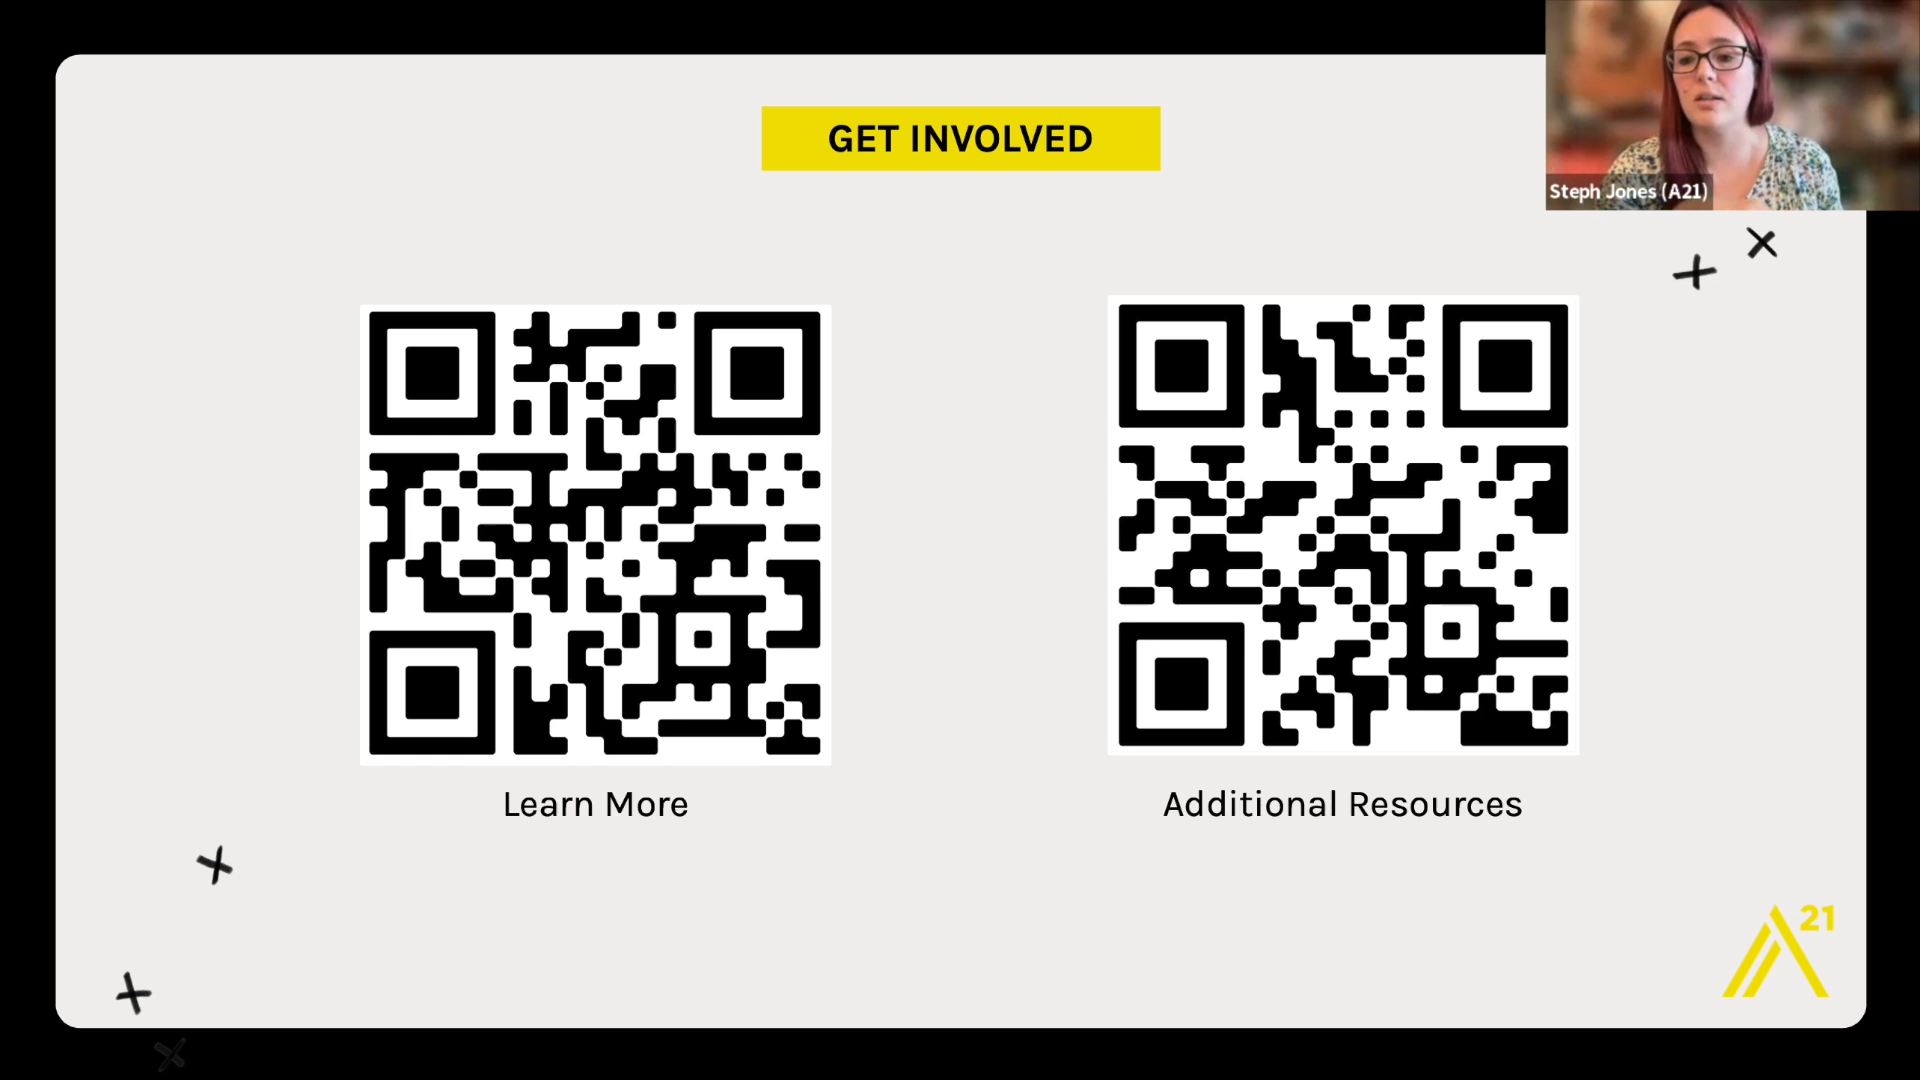 GET INVOLVED
Steph Jones (A21)
Learn More
Additional Resources
21